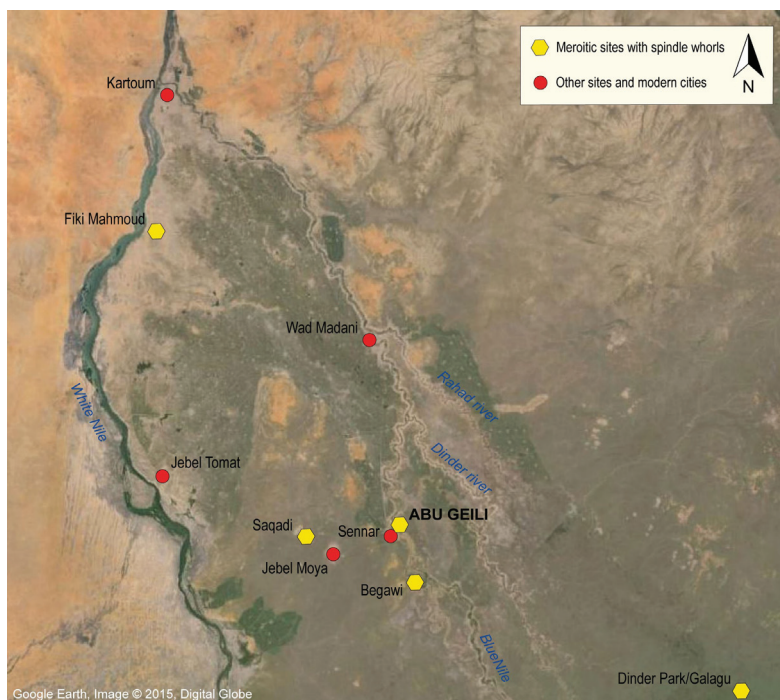 Meroitic sites with spindle whorls
Other sites and modern cities
N
Kartoum
Fiki Mahmoud
Wad Madani
Rahad river
White Nile
Dinder river
Jebel Tomat
ABU GEILI
Saqadi
Sennar
Jebel Moya
Begawi
BlueNile
Dinder Park/Galagu
Google Earth, Image © 2015, Digital Globe